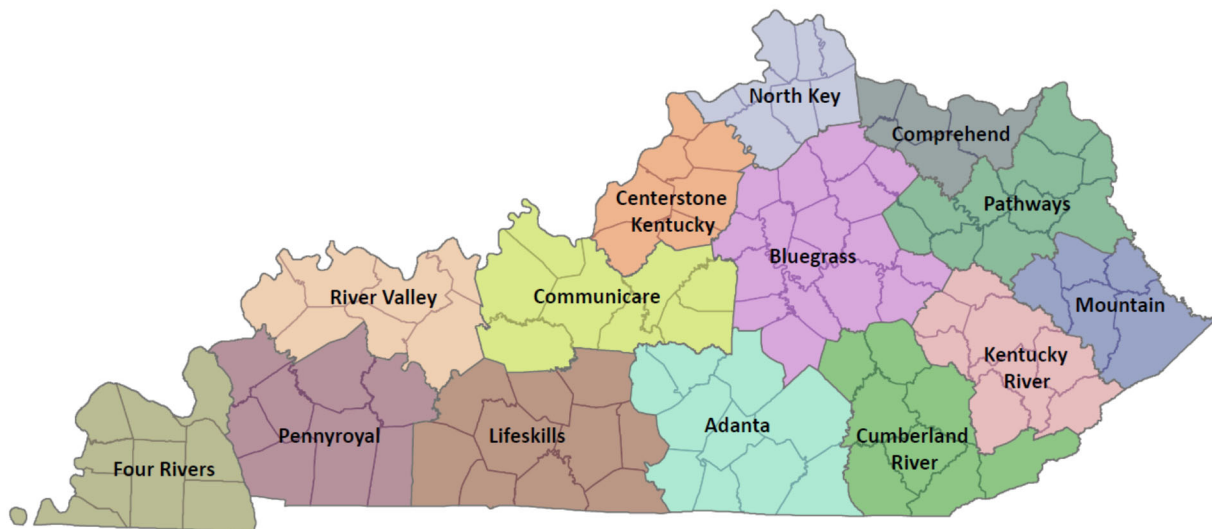 North Key
Comprehend
Centerstone
Kentucky
Pathways
Bluegrass
River Valley
Communicare
Mountain
Kentucky
River
Pennyroyal
Lifeskills
Adanta
Cumberland
River
Four Rivers